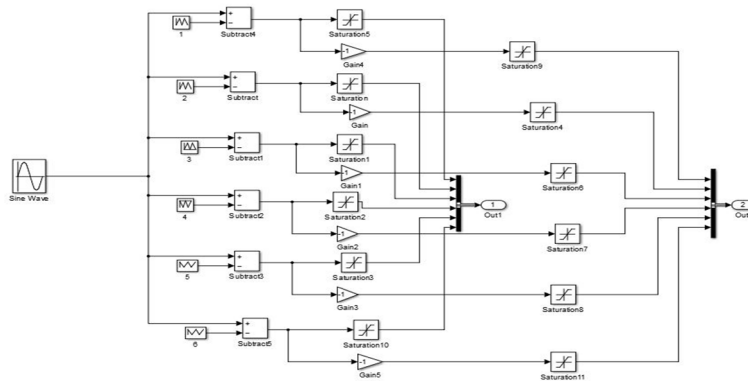 1
Subtract4
Saturation5
-1
Gain4
Saturation9
2
Subtract
Saturation
-1
Gain
Saturation4
3
Subtract1
Saturation1
-1
Gain1
Saturation6
Sine Wave
4
Subtract2
Saturation2
-1
Gain2
Saturation7
1
Out1
2
Out
5
Subtract3
Saturation3
-1
Gain3
Saturation8
6
Subtract5
Saturation10
-1
Gain5
Saturation11